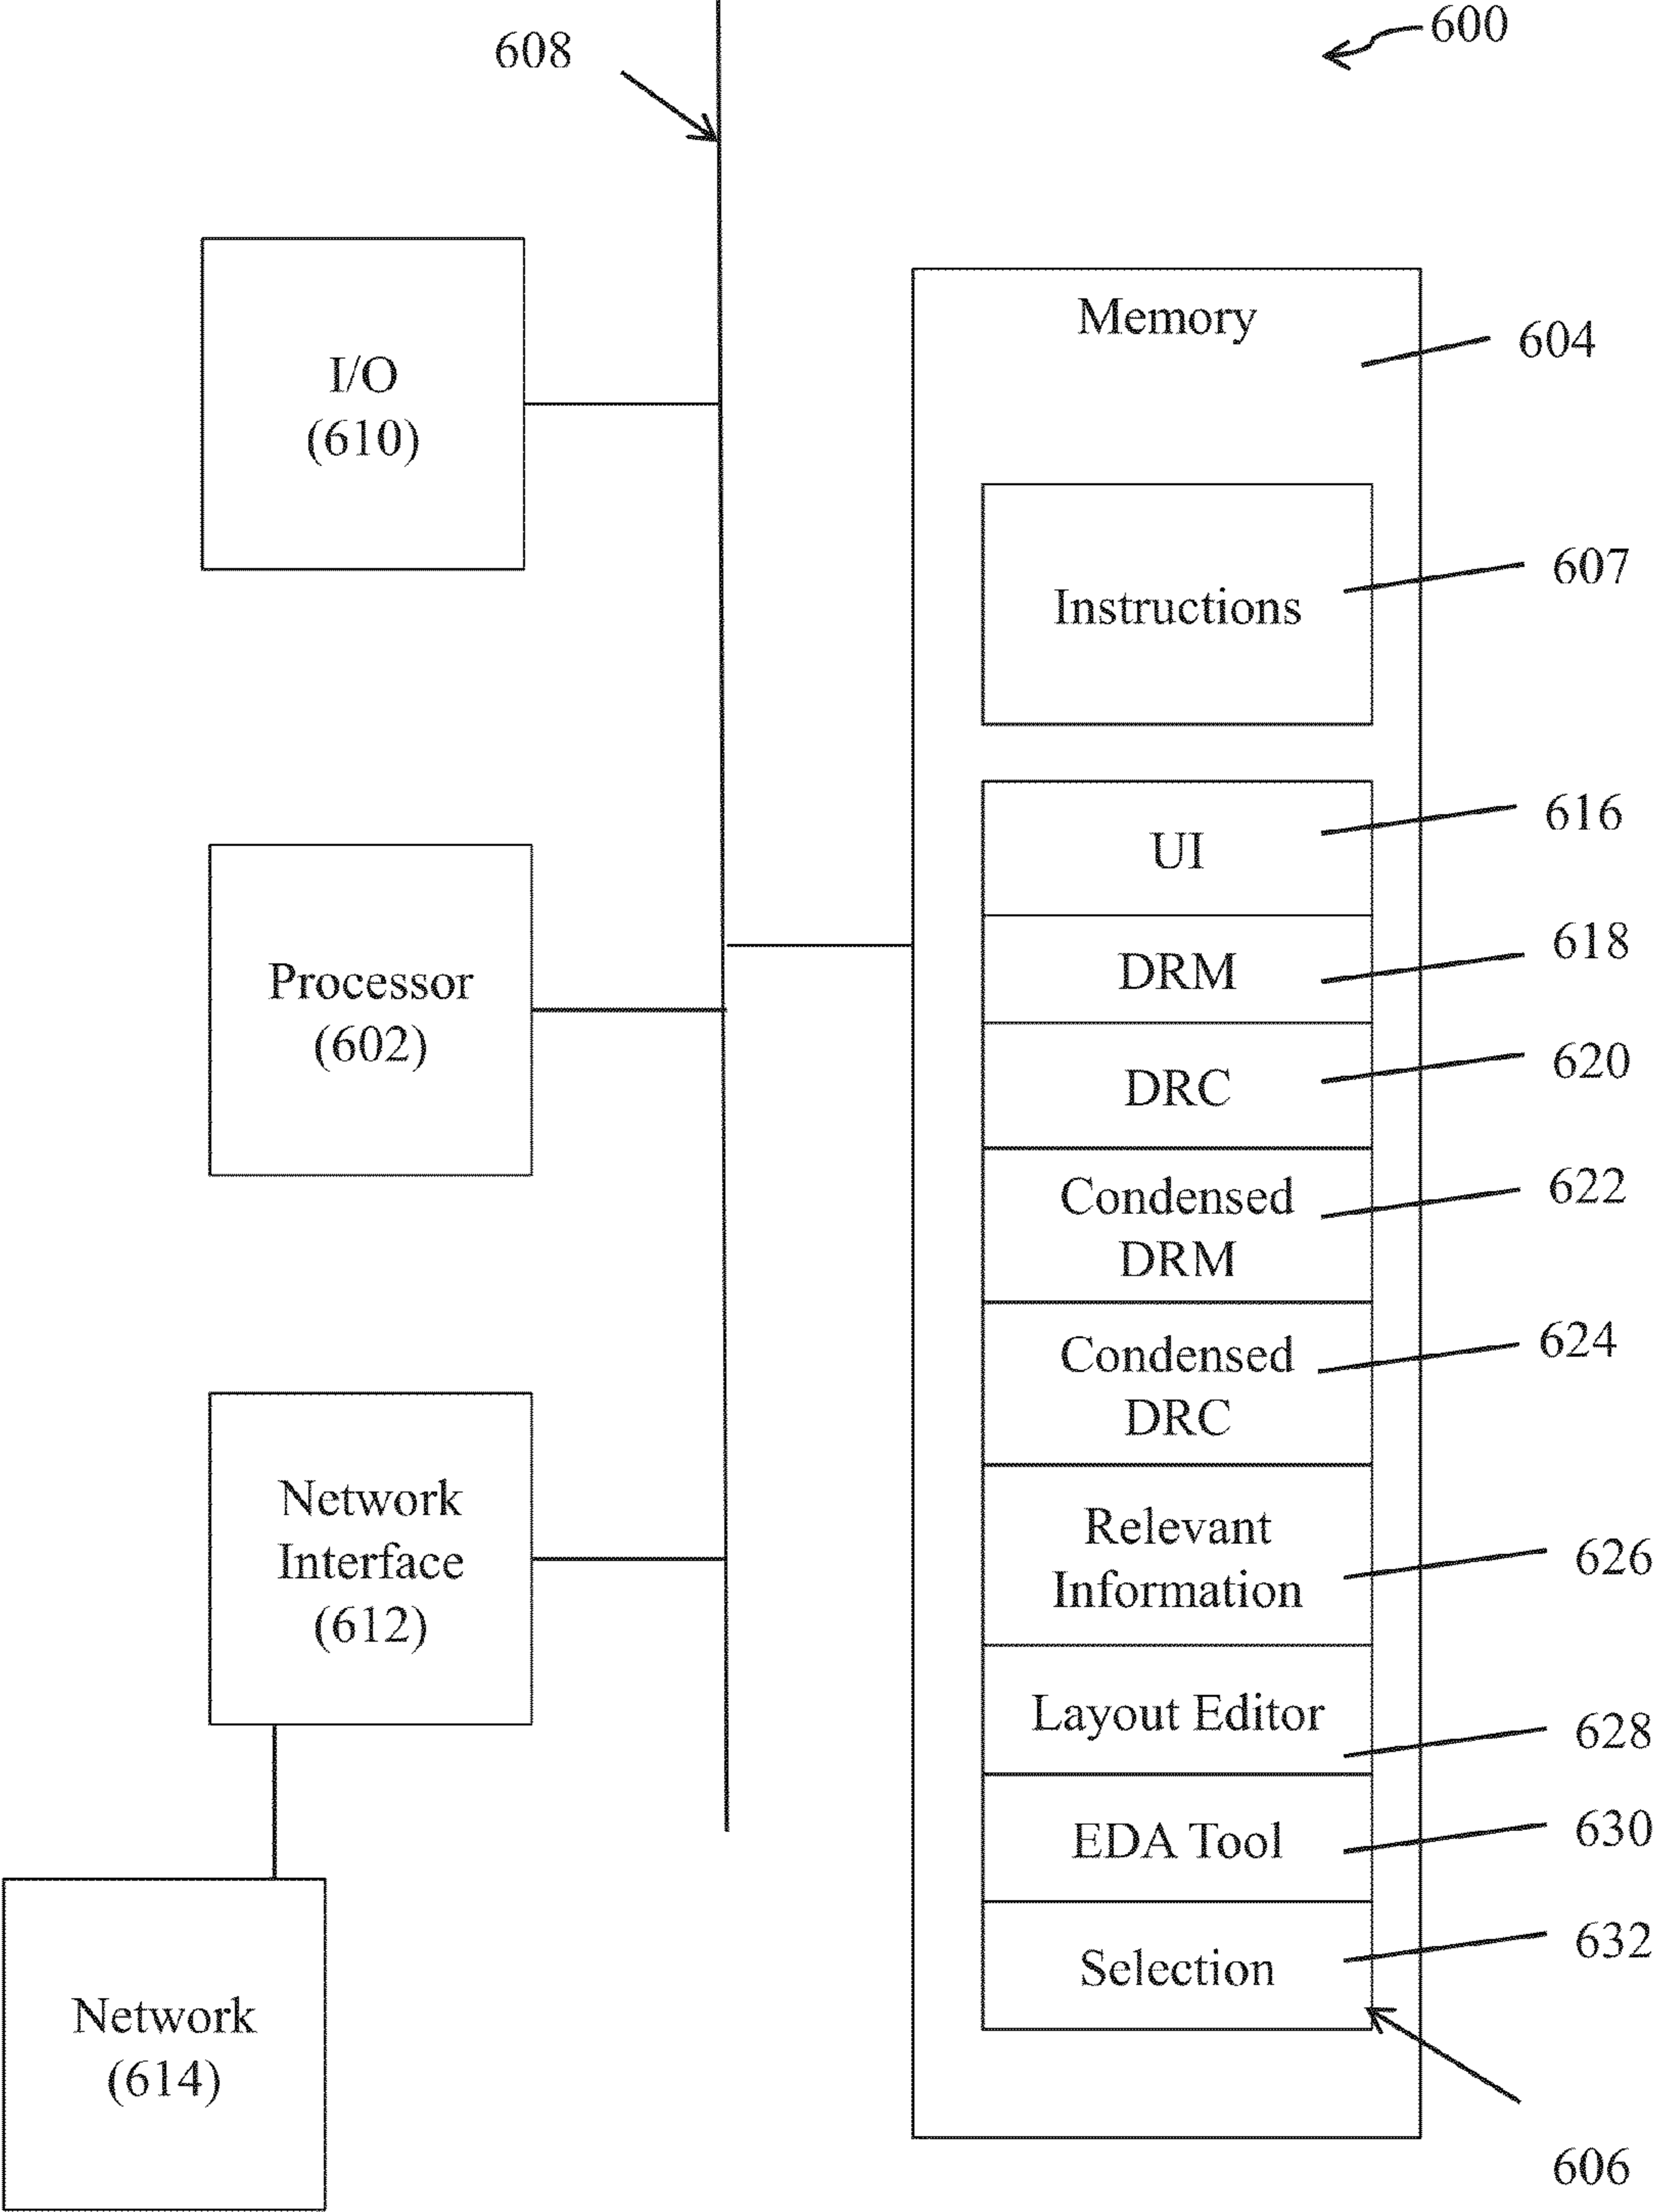 600
608
I/O
(610)
Memory
604
Instructions
607
UI
616
DRM
618
DRC
620
Condensed
DRM
622
Condensed
DRC
624
Relevant
Information
626
Layout Editor
628
EDA Tool
630
Selection
632
606
Processor
(602)
Network
Interface
(612)
Network
(614)